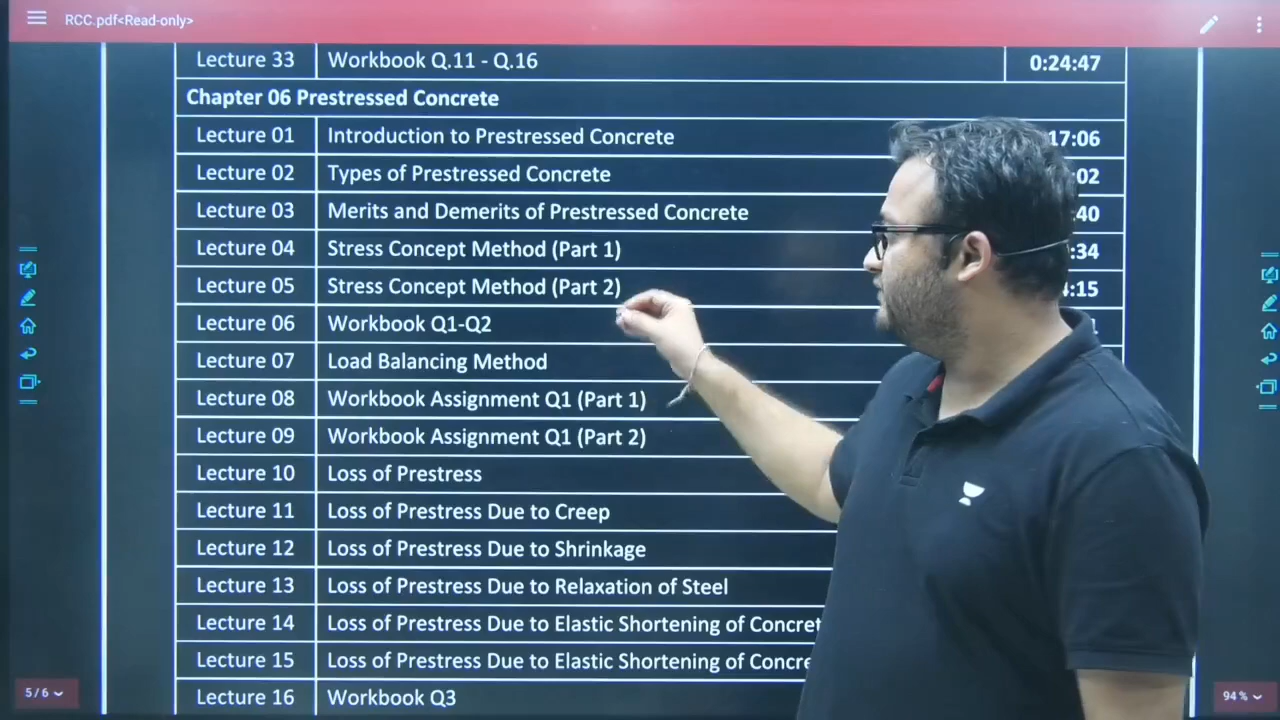 RCC.pdf<Read-only>
Lecture 33 Workbook Q.11 - Q.16 0:24:47
Chapter 06 Prestressed Concrete
Lecture 01 Introduction to Prestressed Concrete 17:06
Lecture 02 Types of Prestressed Concrete :02
Lecture 03 Merits and Demerits of Prestressed Concrete :40
Lecture 04 Stress Concept Method (Part 1) :34
Lecture 05 Stress Concept Method (Part 2) :15
Lecture 06 Workbook Q1-Q2
Lecture 07 Load Balancing Method
Lecture 08 Workbook Assignment Q1 (Part 1)
Lecture 09 Workbook Assignment Q1 (Part 2)
Lecture 10 Loss of Prestress
Lecture 11 Loss of Prestress Due to Creep
Lecture 12 Loss of Prestress Due to Shrinkage
Lecture 13 Loss of Prestress Due to Relaxation of Steel
Lecture 14 Loss of Prestress Due to Elastic Shortening of Concret
Lecture 15 Loss of Prestress Due to Elastic Shortening of Concre
Lecture 16 Workbook Q3
5 / 6
94 %